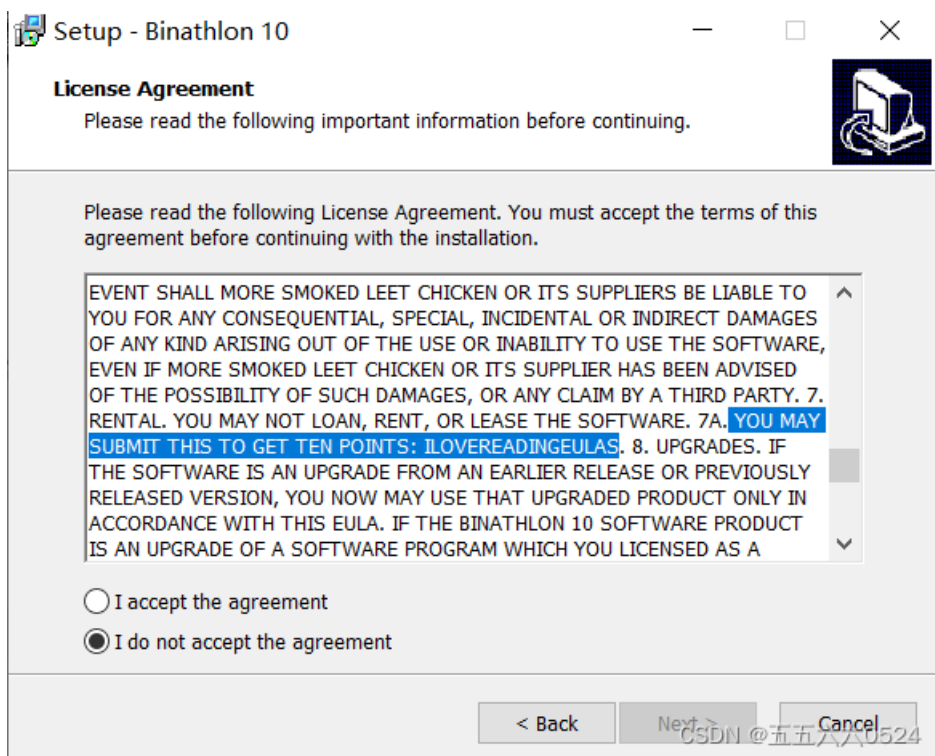 Setup - Binathlon 10
License Agreement
Please read the following important information before continuing.
Please read the following License Agreement. You must accept the terms of this
agreement before continuing with the installation.
EVENT SHALL MORE SMOKED LEET CHICKEN OR ITS SUPPLIERS BE LIABLE TO
YOU FOR ANY CONSEQUENTIAL, SPECIAL, INCIDENTAL OR INDIRECT DAMAGES
OF ANY KIND ARISING OUT OF THE USE OR INABILITY TO USE THE SOFTWARE,
EVEN IF MORE SMOKED LEET CHICKEN OR ITS SUPPLIER HAS BEEN ADVISED
OF THE POSSIBILITY OF SUCH DAMAGES, OR ANY CLAIM BY A THIRD PARTY. 7.
RENTAL. YOU MAY NOT LOAN, RENT, OR LEASE THE SOFTWARE. 7A. YOU MAY
SUBMIT THIS TO GET TEN POINTS: ILOVEREADINGEULAS. 8. UPGRADES. IF
THE SOFTWARE IS AN UPGRADE FROM AN EARLIER RELEASE OR PREVIOUSLY
RELEASED VERSION, YOU NOW MAY USE THAT UPGRADED PRODUCT ONLY IN
ACCORDANCE WITH THIS EULA. IF THE BINATHLON 10 SOFTWARE PRODUCT
IS AN UPGRADE OF A SOFTWARE PROGRAM WHICH YOU LICENSED AS A
I accept the agreement
I do not accept the agreement
< Back Next > Cancel
CSDN @五五六六0524